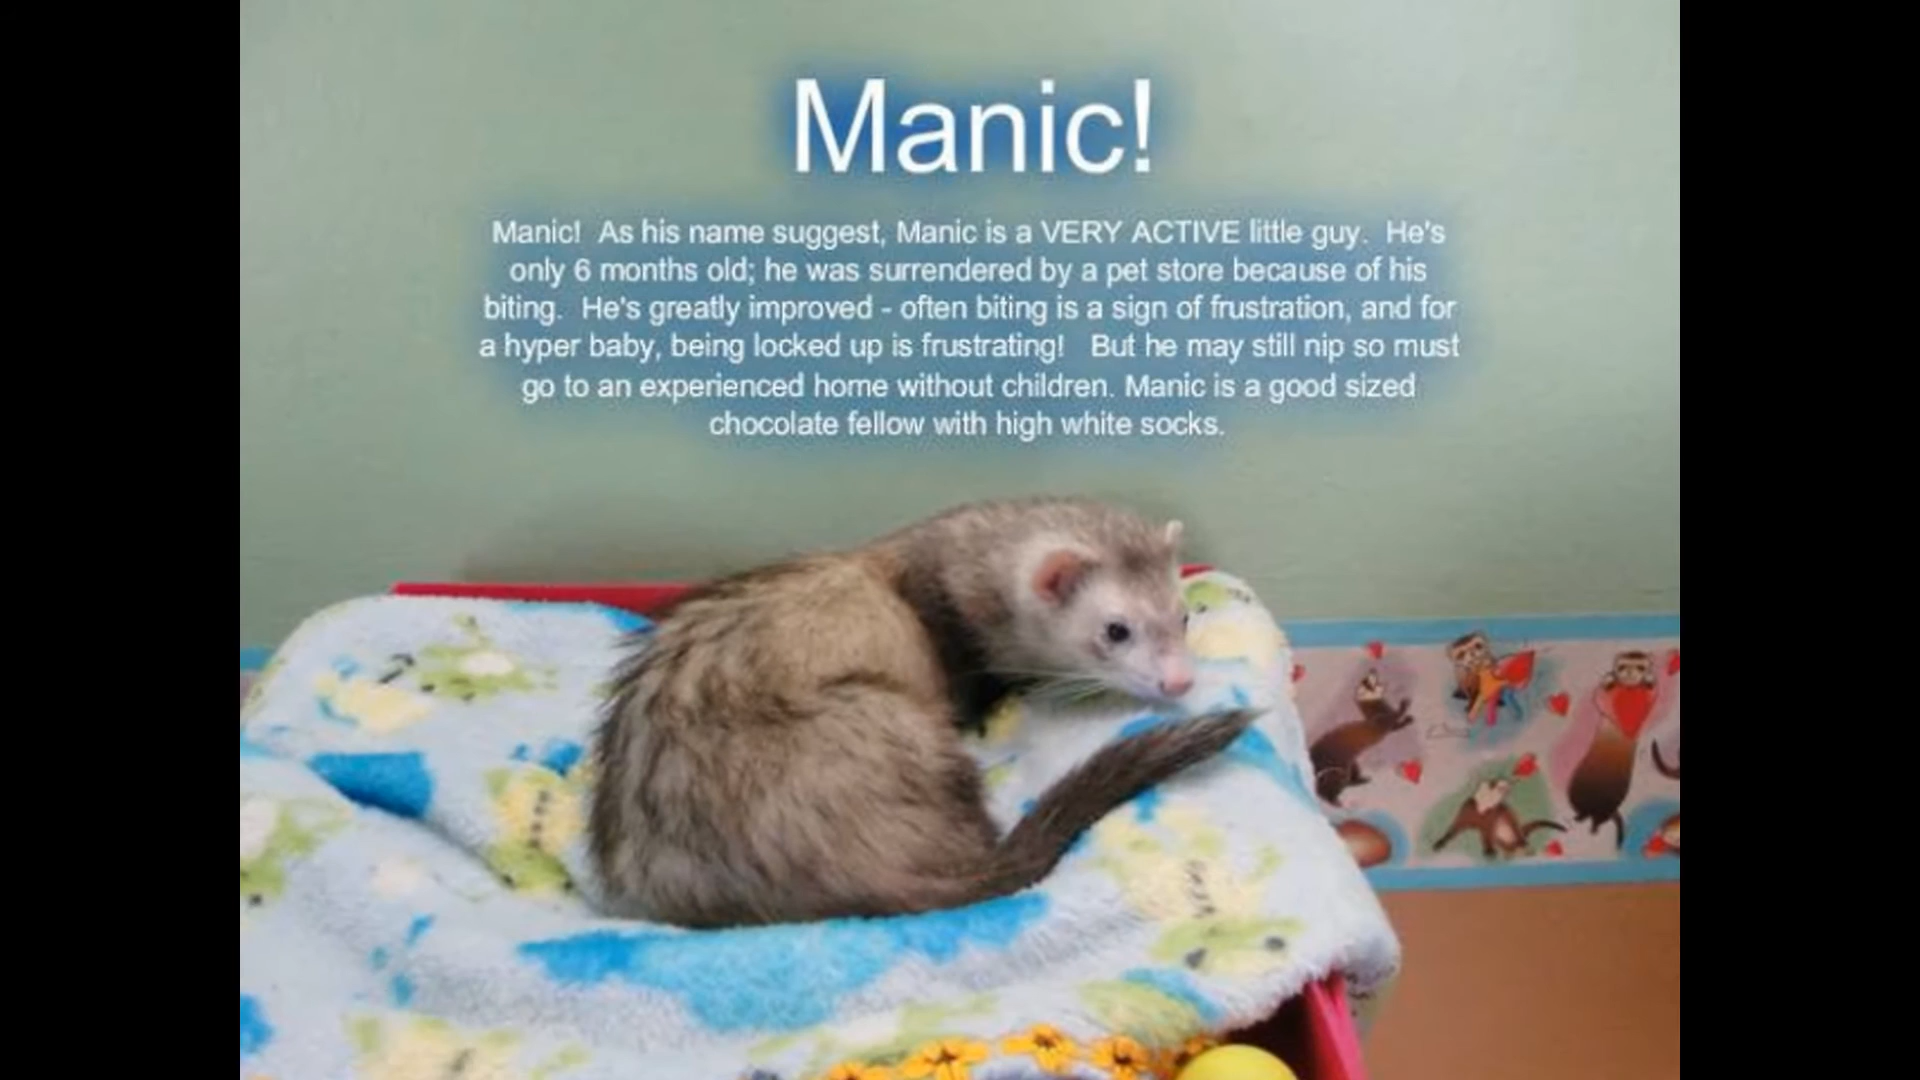 Manic!
Manic!  As his name suggest, Manic is a VERY ACTIVE little guy.  He's
only 6 months old; he was surrendered by a pet store because of his
biting.  He's greatly improved - often biting is a sign of frustration, and for
a hyper baby, being locked up is frustrating!   But he may still nip so must
go to an experienced home without children. Manic is a good sized
chocolate fellow with high white socks.